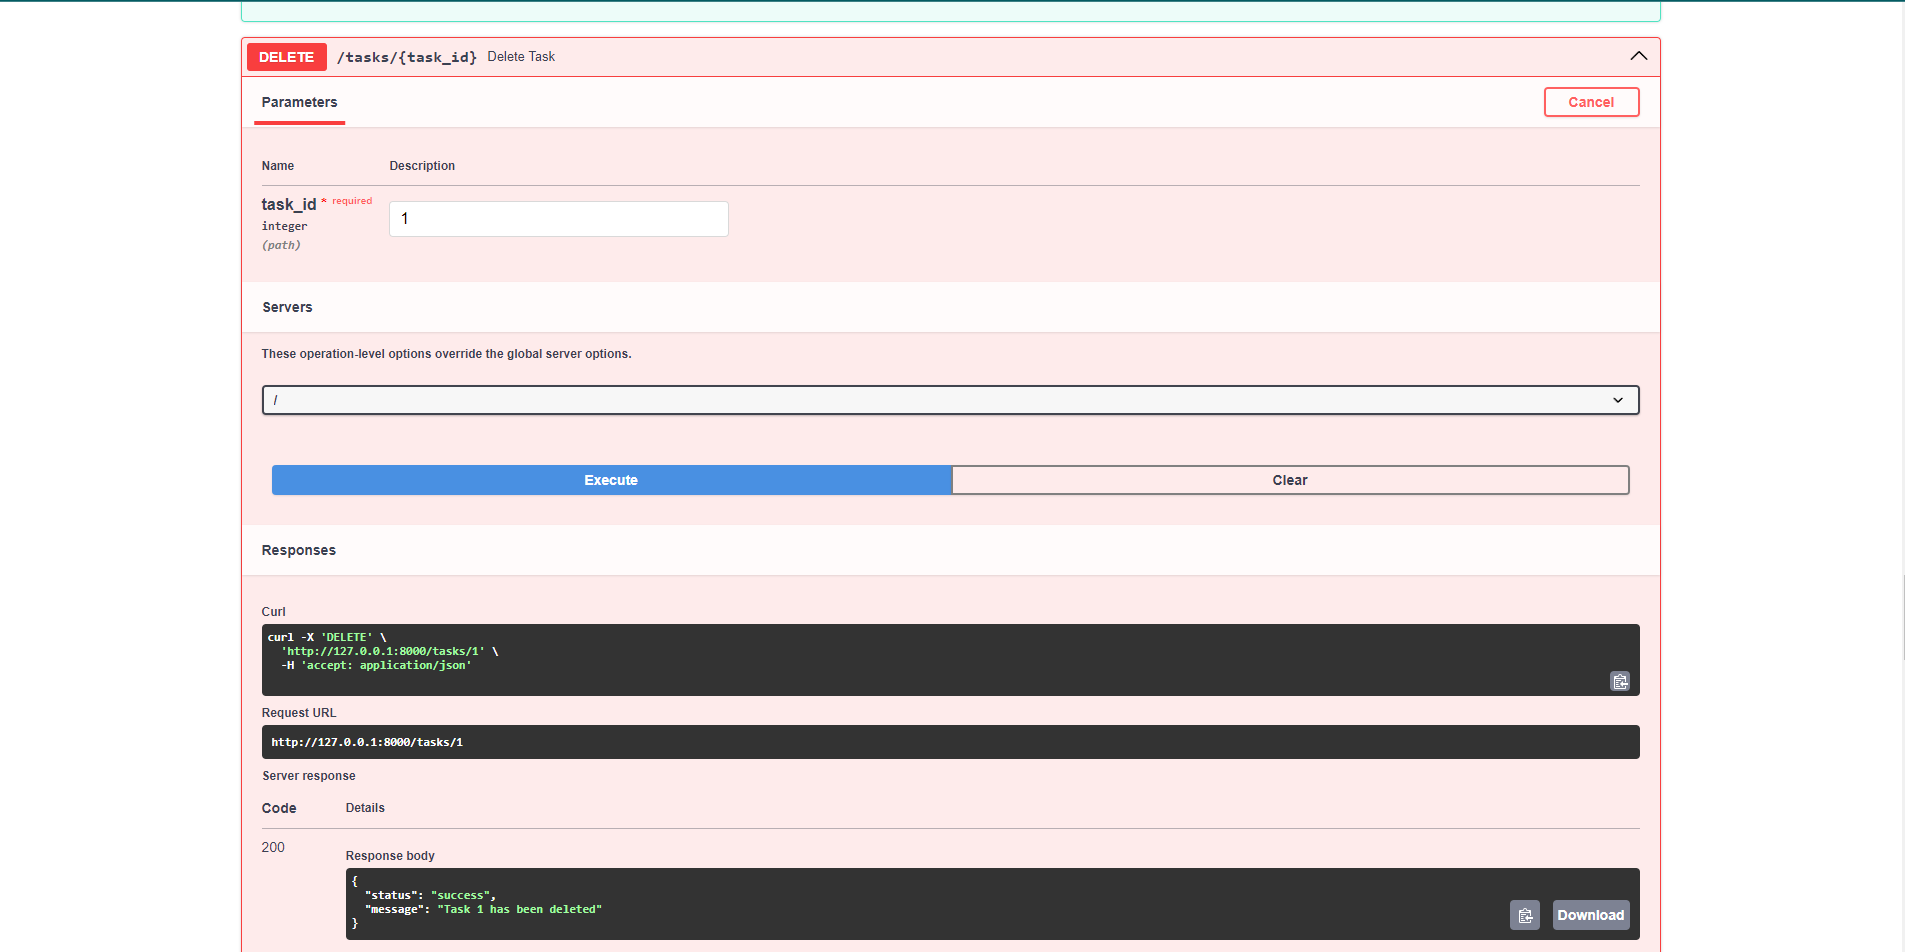 DELETE /tasks/{task_id} Delete Task
Parameters
Cancel
Name Description
task_id * required
integer
(path)
1
Servers
These operation-level options override the global server options.
/
Execute Clear
Responses
Curl
curl -X 'DELETE' \
  'http://127.0.0.1:8000/tasks/1' \
  -H 'accept: application/json'
Request URL
http://127.0.0.1:8000/tasks/1
Server response
Code Details
200
Response body
{
  "status": "success",
  "message": "Task 1 has been deleted"
}
Download